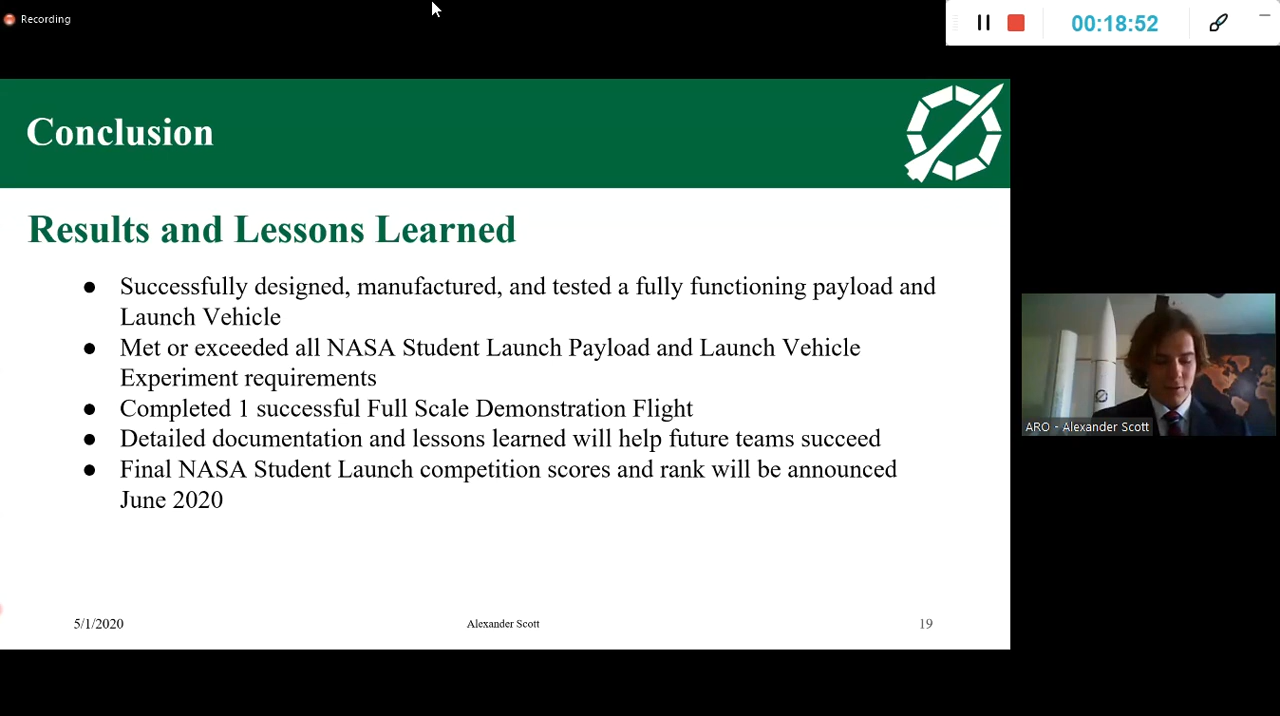 Recording
00:18:52
Conclusion
Results and Lessons Learned
● Successfully designed, manufactured, and tested a fully functioning payload and
Launch Vehicle
● Met or exceeded all NASA Student Launch Payload and Launch Vehicle
Experiment requirements
● Completed 1 successful Full Scale Demonstration Flight
● Detailed documentation and lessons learned will help future teams succeed
● Final NASA Student Launch competition scores and rank will be announced
June 2020
ARO - Alexander Scott
5/1/2020
Alexander Scott
19